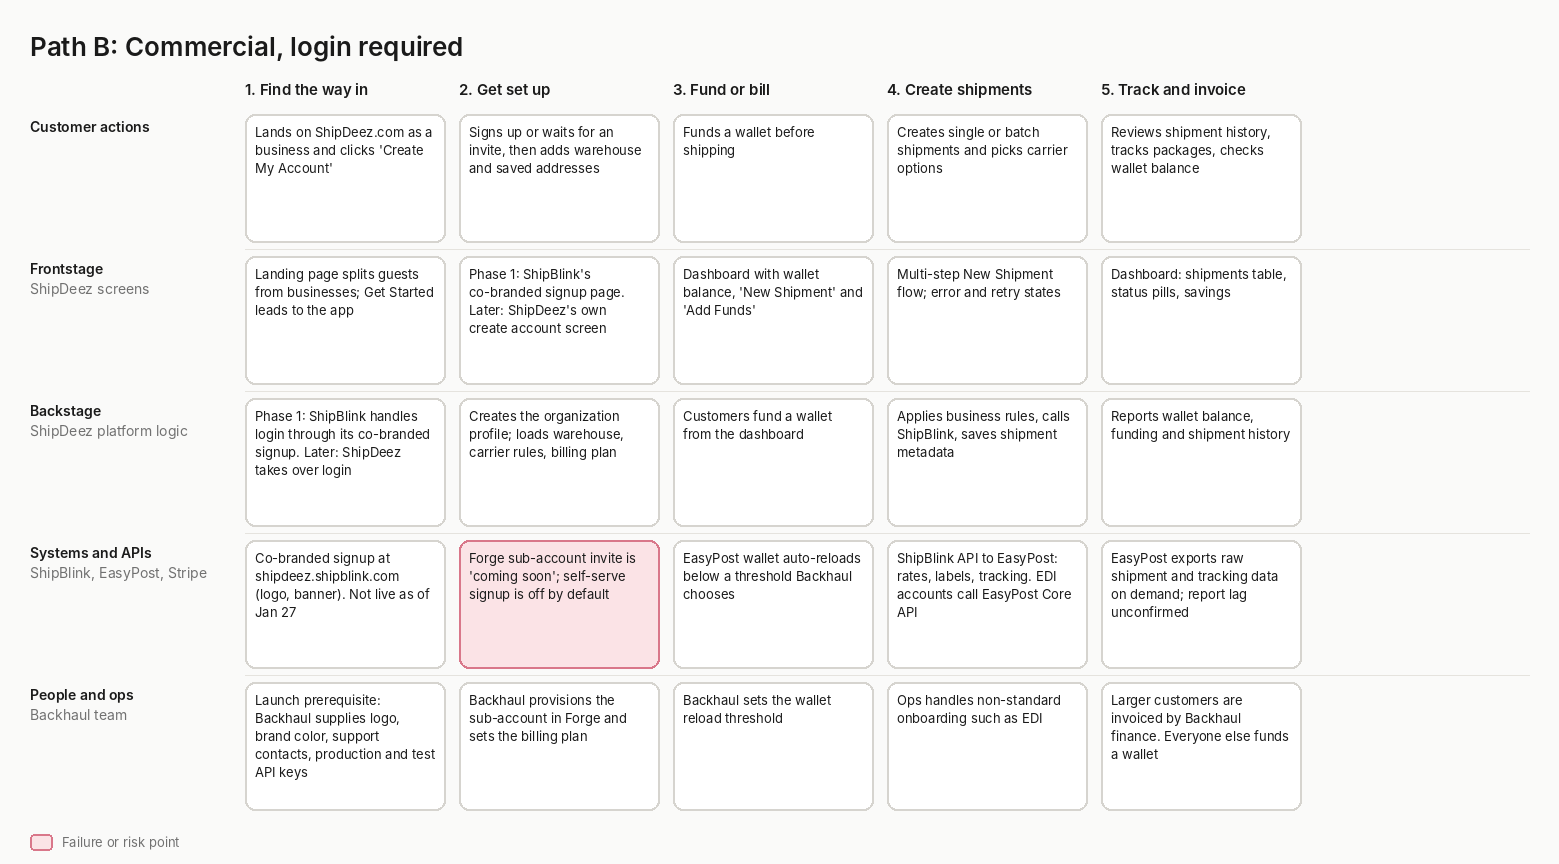 Path B: Commercial, login required
1. Find the way in
2. Get set up
3. Fund or bill
4. Create shipments
5. Track and invoice
Customer actions
Lands on ShipDeez.com as a
business and clicks 'Create
My Account'
Signs up or waits for an
invite, then adds warehouse
and saved addresses
Funds a wallet before
shipping
Creates single or batch
shipments and picks carrier
options
Reviews shipment history,
tracks packages, checks
wallet balance
Frontstage
ShipDeez screens
Landing page splits guests
from businesses; Get Started
leads to the app
Phase 1: ShipBlink's
co-branded signup page.
Later: ShipDeez's own
create account screen
Dashboard with wallet
balance, 'New Shipment' and
'Add Funds'
Multi-step New Shipment
flow; error and retry states
Dashboard: shipments table,
status pills, savings
Backstage
ShipDeez platform logic
Phase 1: ShipBlink handles
login through its co-branded
signup. Later: ShipDeez
takes over login
Creates the organization
profile; loads warehouse,
carrier rules, billing plan
Customers fund a wallet
from the dashboard
Applies business rules, calls
ShipBlink, saves shipment
metadata
Reports wallet balance,
funding and shipment history
Systems and APIs
ShipBlink, EasyPost, Stripe
Co-branded signup at
shipdeez.shipblink.com
(logo, banner). Not live as of
Jan 27
Forge sub-account invite is
'coming soon'; self-serve
signup is off by default
EasyPost wallet auto-reloads
below a threshold Backhaul
chooses
ShipBlink API to EasyPost:
rates, labels, tracking. EDI
accounts call EasyPost Core
API
EasyPost exports raw
shipment and tracking data
on demand; report lag
unconfirmed
People and ops
Backhaul team
Launch prerequisite:
Backhaul supplies logo,
brand color, support
contacts, production and test
API keys
Backhaul provisions the
sub-account in Forge and
sets the billing plan
Backhaul sets the wallet
reload threshold
Ops handles non-standard
onboarding such as EDI
Larger customers are
invoiced by Backhaul
finance. Everyone else funds
a wallet
Failure or risk point